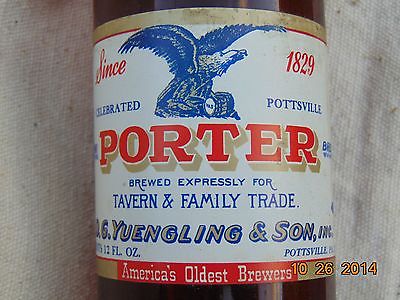 Since 1829
CELEBRATED POTTSVILLE
PORTER
BREWED EXPRESSLY FOR
TAVERN & FAMILY TRADE.
D.G. YUENGLING & SON, INC.
12 FL. OZ. POTTSVILLE, PA.
10 26 2014
America's Oldest Brewers